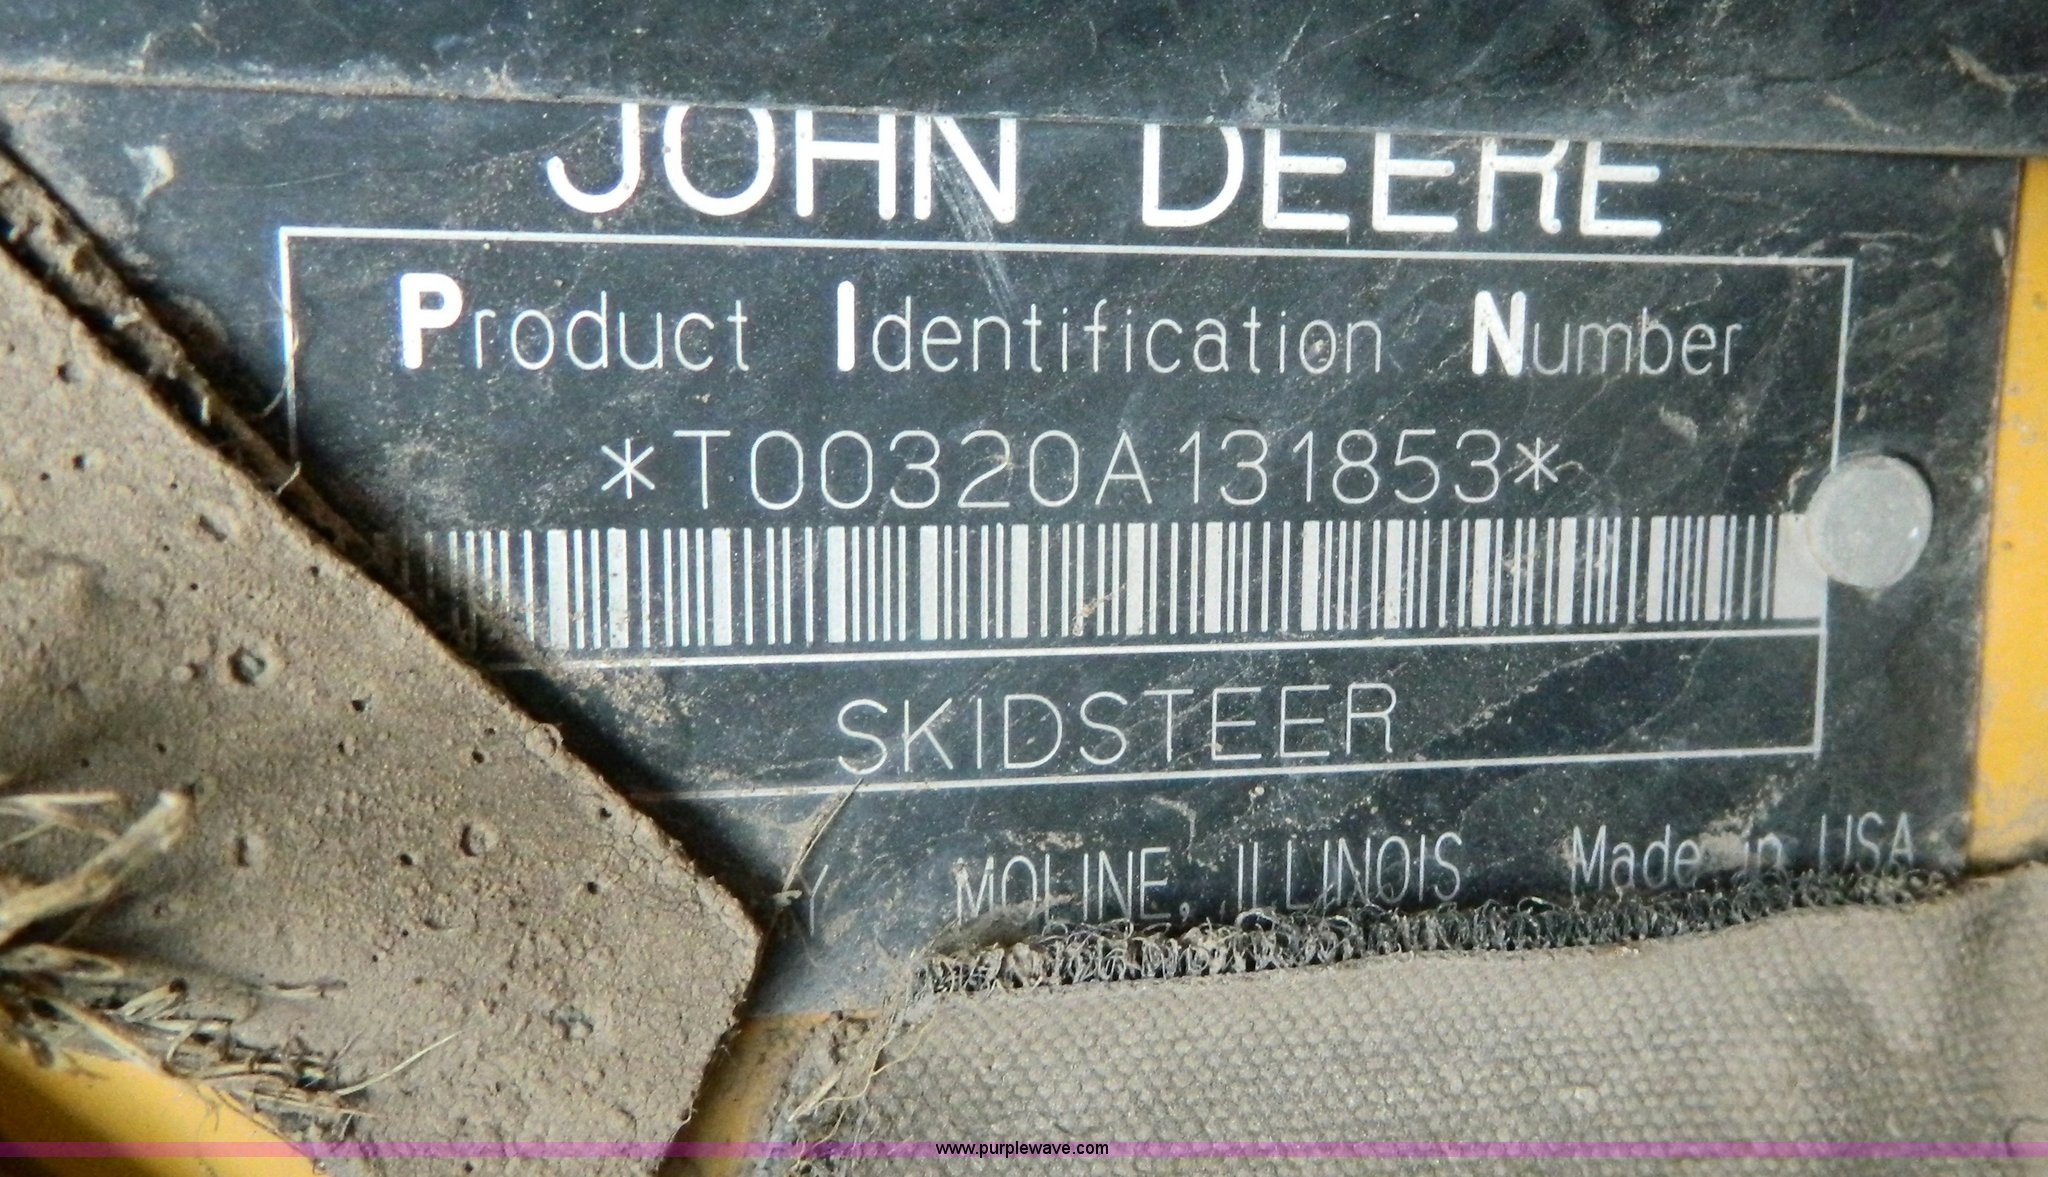 JOHN DEERE
Product Identification Number
*T00320A131853*
SKIDSTEER
MOLINE, ILLINOIS Made in USA
www.purplewave.com